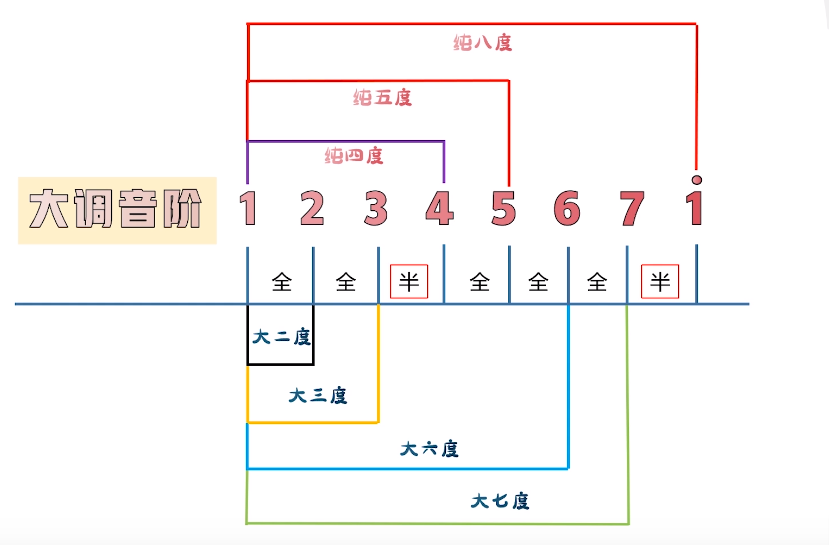 纯八度
纯五度
纯四度
大调音阶 1 2 3 4 5 6 7 i
全 全 半 全 全 全 半
大二度
大三度
大六度
大七度